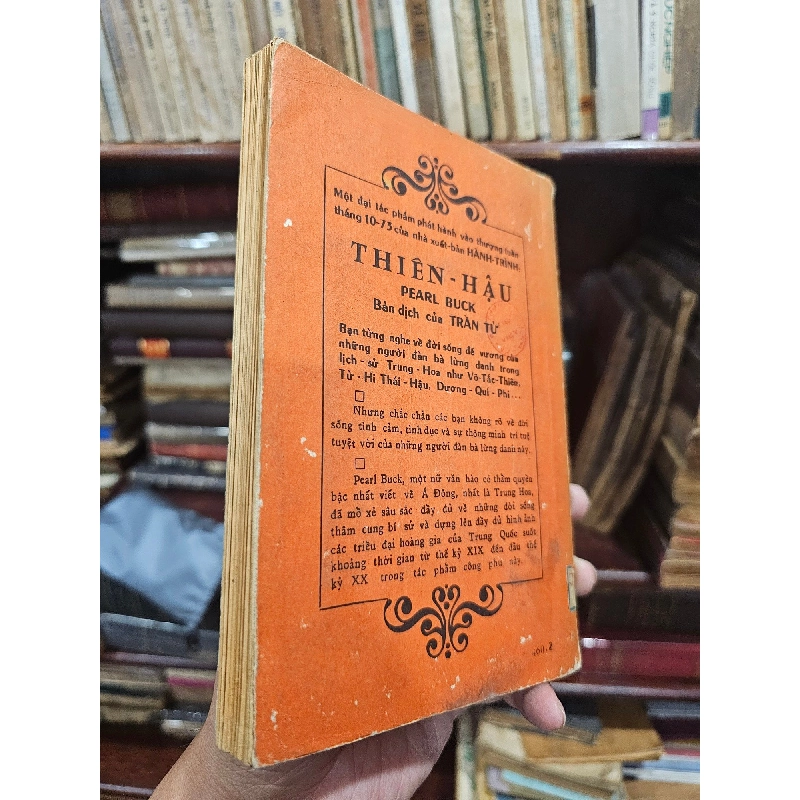 Một đại tác phẩm phát hành vào thượng tuần
tháng 10-73 của nhà xuất-bản HÀNH-TRÌNH.
THIÊN-HẬU
PEARL BUCK
Bản dịch của TRẦN TỪ
Bạn từng nghe về đời sống đế vương của
những người đàn bà lừng danh trong
lịch-sử Trung-Hoa như Võ-Tắc-Thiên,
Từ-Hi Thái-Hậu, Dương-Quí-Phi...
Nhưng chắc chắn các bạn không rõ về đời
sống tình cảm, tình dục và sự thông minh trí tuệ
tuyệt vời của những người đàn bà lừng danh này.
Pearl Buck, một nữ văn hào có thẩm quyền
bậc nhất viết về Á Đông, nhất là Trung Hoa,
đã mổ xẻ sâu sắc đầy đủ về những đời sống
thâm cung bí sử và dựng lên đầy đủ hình ảnh
các triều đại hoàng gia của Trung Quốc suốt
khoảng thời gian từ thế kỷ XIX đến đầu thế
kỷ XX trong tác phẩm công phu này.